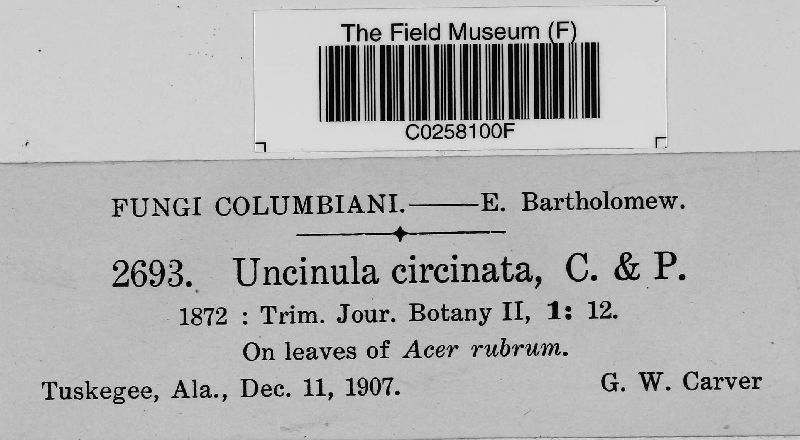 The Field Museum (F)
C0258100F
FUNGI COLUMBIANI.——E. Bartholomew.
2693. Uncinula circinata, C. & P.
1872 : Trim. Jour. Botany II, 1: 12.
On leaves of Acer rubrum.
Tuskegee, Ala., Dec. 11, 1907. G. W. Carver